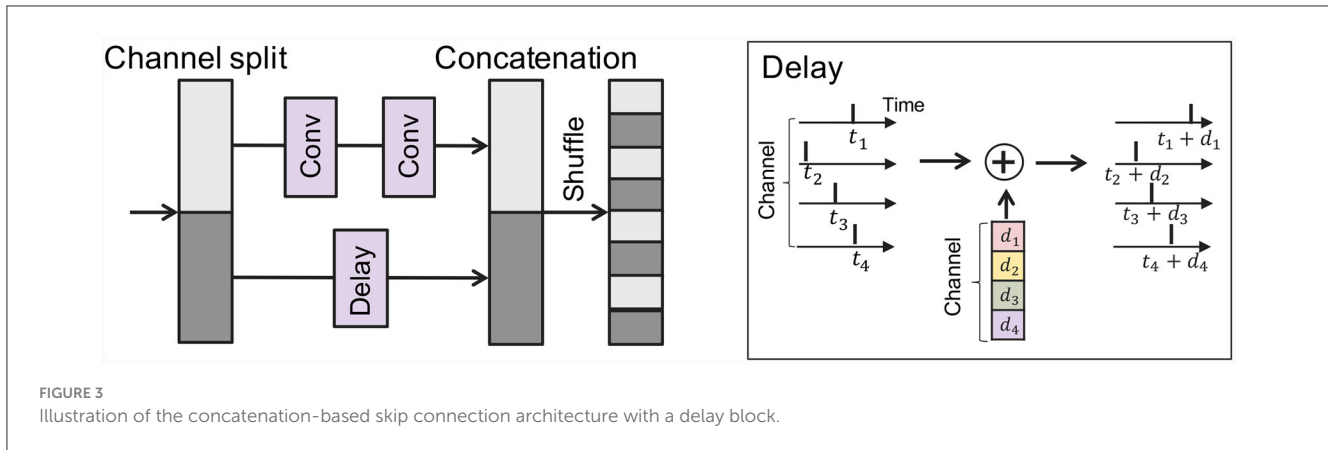 Channel split
Concatenation
Conv
Conv
Shuffle
Delay
Delay
Time
Channel
t₁
t₂
t₃
t₄
+
Channel
d₁
d₂
d₃
d₄
t₁ + d₁
t₂ + d₂
t₃ + d₃
t₄ + d₄
FIGURE 3
Illustration of the concatenation-based skip connection architecture with a delay block.